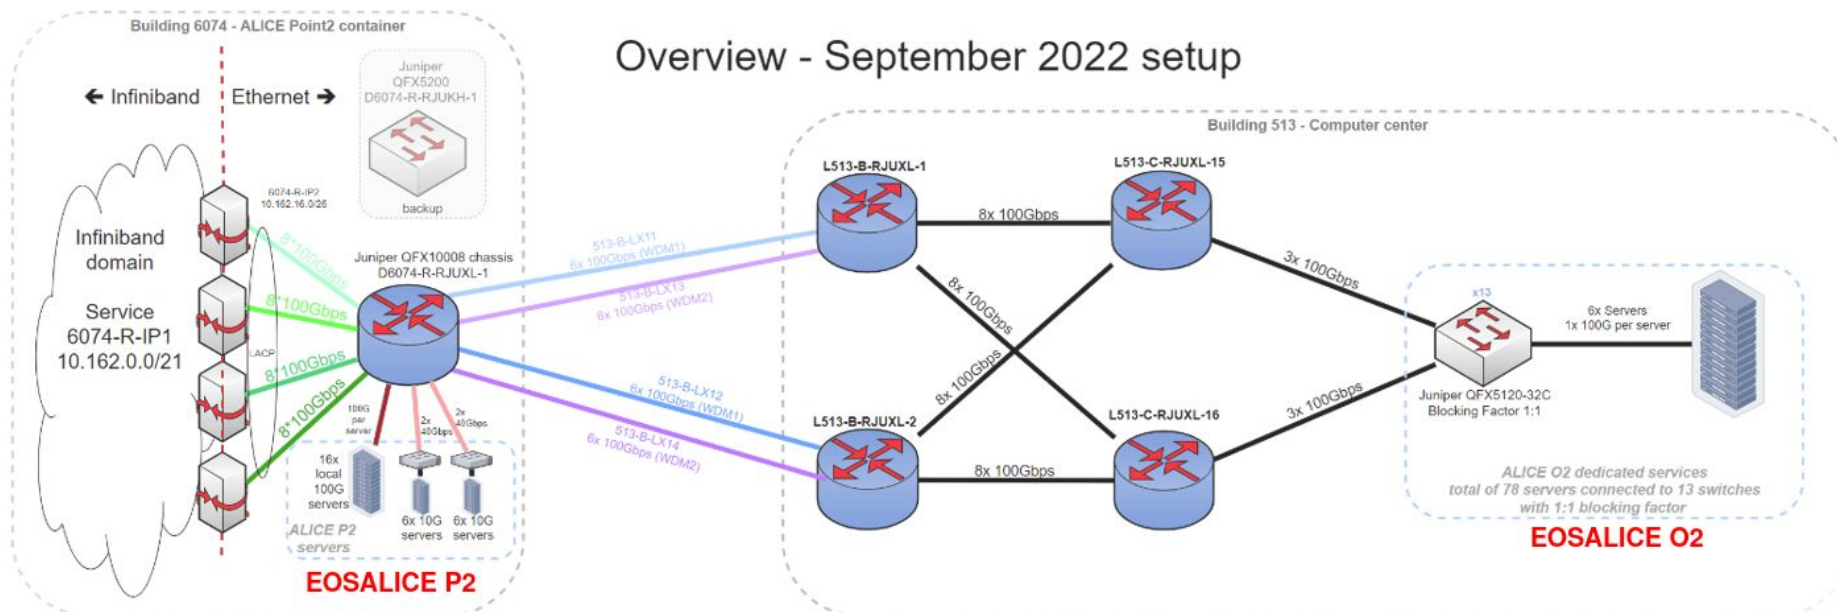 Overview - September 2022 setup
Building 6074 - ALICE Point2 container
← Infiniband
Ethernet →
Juniper
QFX5200
D6074-R-RJUKH-1
backup
6074-R-IP2
10.162.16.0/25
Infiniband
domain
Service
6074-R-IP1
10.162.0.0/21
8*100Gbps
8*100Gbps
8*100Gbps
8*100Gbps
LACP
Juniper QFX10008 chassis
D6074-R-RJUXL-1
100G
per
server
2x
40Gbps
2x
40Gbps
16x
local
100G
servers
6x 10G
servers
6x 10G
servers
ALICE P2
servers
EOSALICE P2
513-B-LX11
6x 100Gbps (WDM1)
513-B-LX13
6x 100Gbps (WDM2)
513-B-LX12
6x 100Gbps (WDM1)
513-B-LX14
6x 100Gbps (WDM2)
Building 513 - Computer center
L513-B-RJUXL-1
L513-C-RJUXL-15
8x 100Gbps
8x 100Gbps
8x 100Gbps
L513-B-RJUXL-2
L513-C-RJUXL-16
8x 100Gbps
3x 100Gbps
3x 100Gbps
x13
Juniper QFX5120-32C
Blocking Factor 1:1
6x Servers
1x 100G per server
ALICE O2 dedicated services
total of 78 servers connected to 13 switches
with 1:1 blocking factor
EOSALICE O2